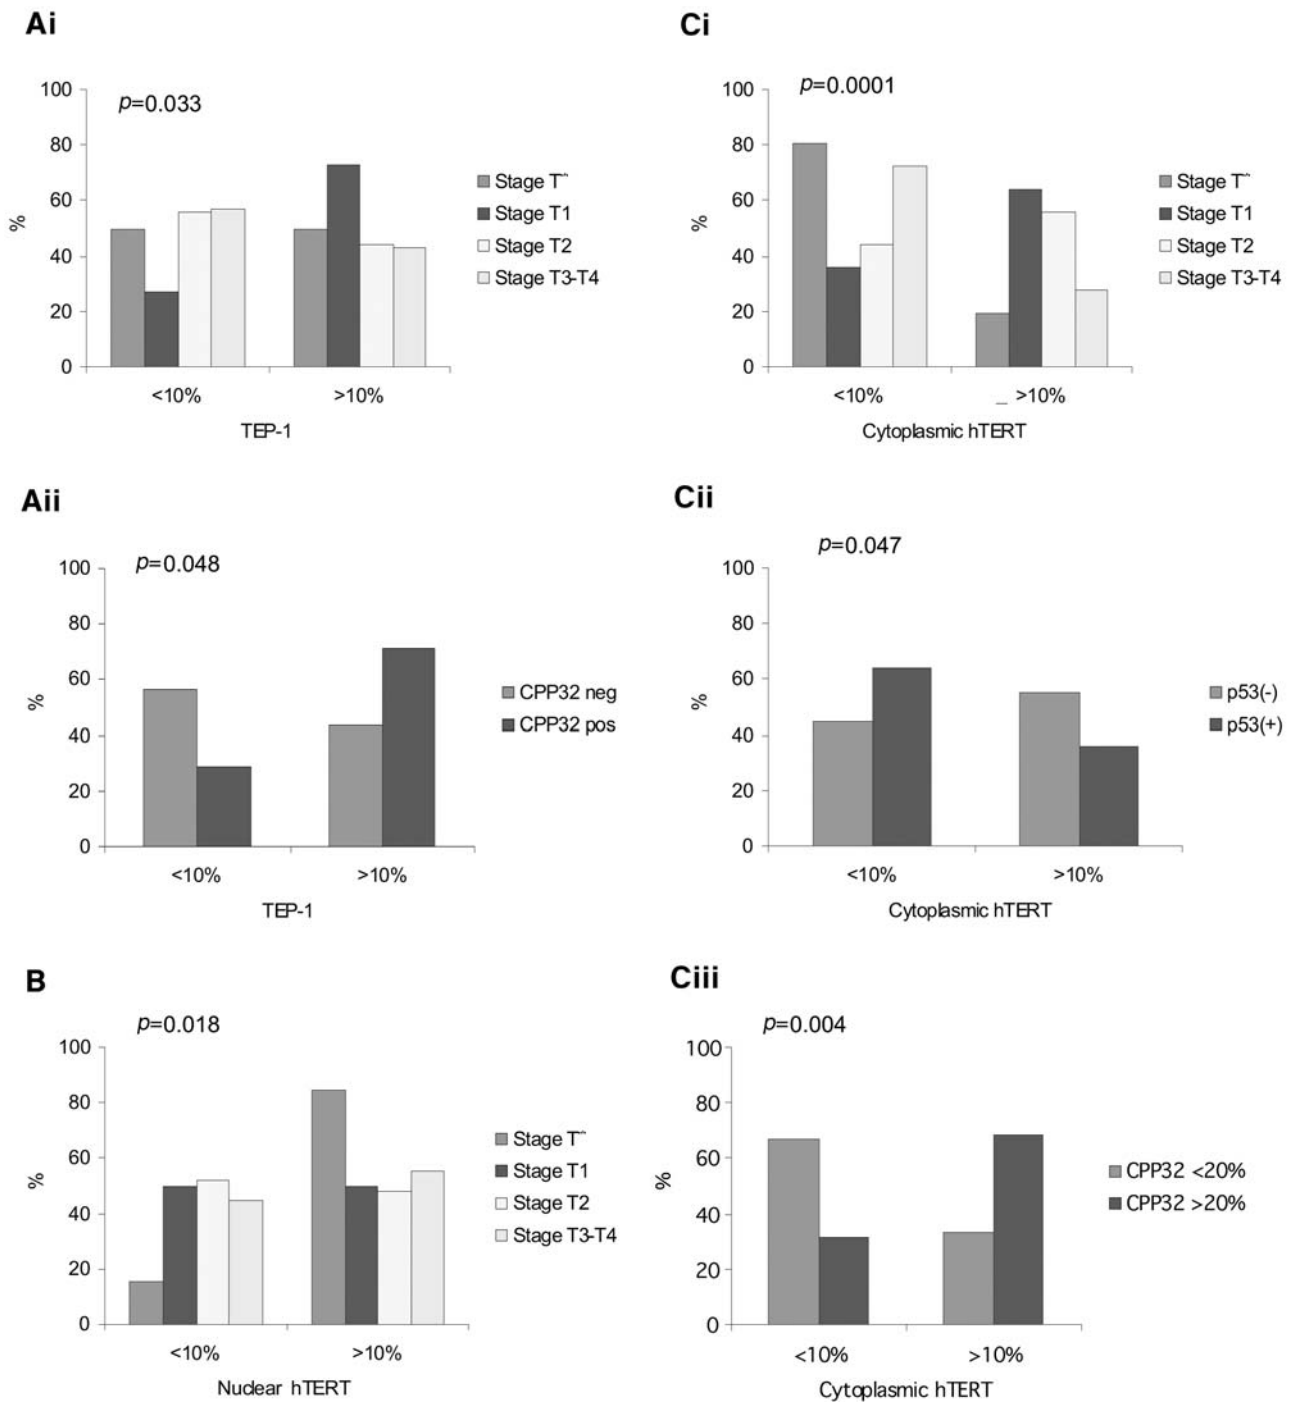 Ai
p=0.033
100
80
60
40
20
0
%
<10%
>10%
TEP-1
Stage T˜
Stage T1
Stage T2
Stage T3-T4
Ci
p=0.0001
100
80
60
40
20
0
%
<10%
_ >10%
Cytoplasmic hTERT
Stage T˜
Stage T1
Stage T2
Stage T3-T4
Aii
p=0.048
100
80
60
40
20
0
%
<10%
>10%
TEP-1
CPP32 neg
CPP32 pos
Cii
p=0.047
100
80
60
40
20
0
%
<10%
>10%
Cytoplasmic hTERT
p53(-)
p53(+)
B
p=0.018
100
80
60
40
20
0
%
<10%
>10%
Nuclear hTERT
Stage T˜
Stage T1
Stage T2
Stage T3-T4
Ciii
p=0.004
100
80
60
40
20
0
%
<10%
>10%
Cytoplasmic hTERT
CPP32 <20%
CPP32 >20%